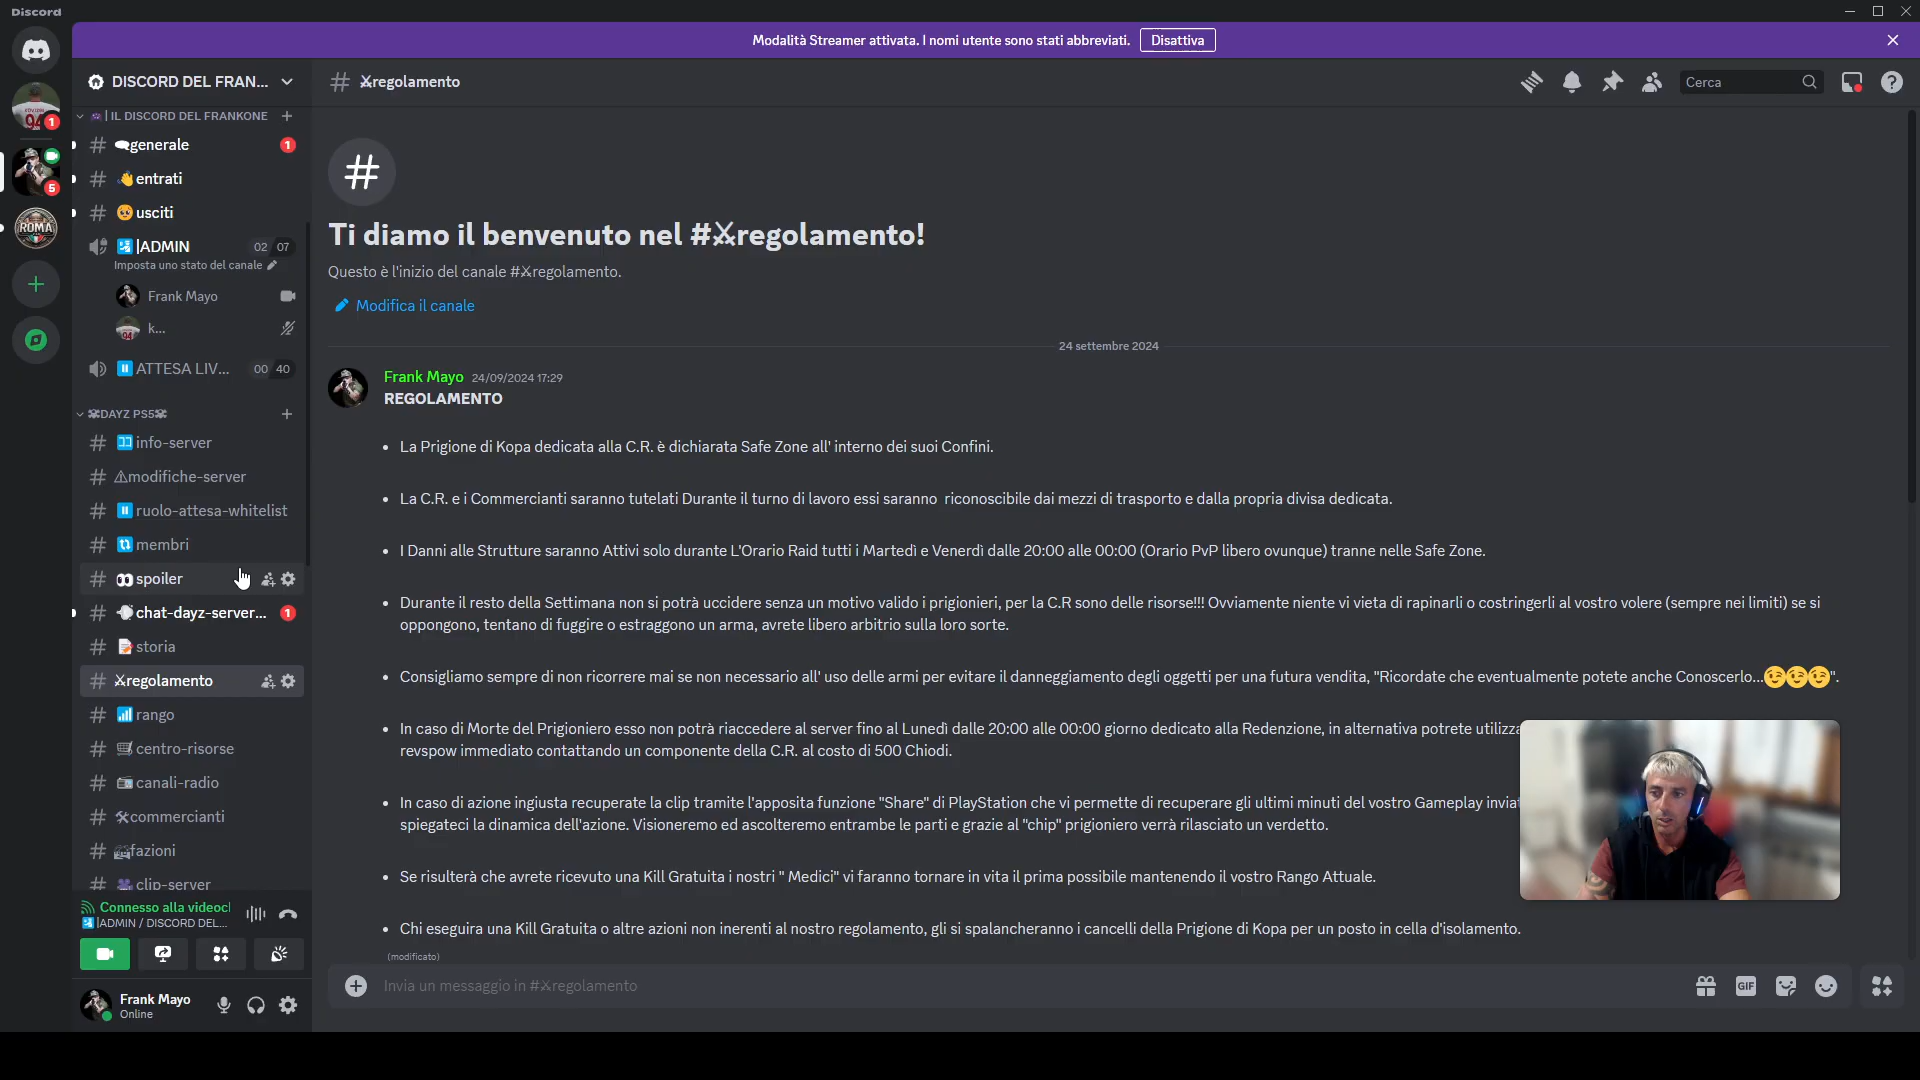 Discord
Modalità Streamer attivata. I nomi utente sono stati abbreviati.
Disattiva
DISCORD DEL FRAN...
| IL DISCORD DEL FRANKONE
generale
1
entrati
usciti
|ADMIN
02 07
Imposta uno stato del canale
Frank Mayo
k...
ATTESA LIV...
00 40
DAYZ PS5
info-server
modifiche-server
ruolo-attesa-whitelist
membri
spoiler
chat-dayz-server...
1
storia
regolamento
rango
centro-risorse
canali-radio
commercianti
fazioni
clip-server
Connesso alla videoc
|ADMIN / DISCORD DEL...
Frank Mayo
Online
1
5
ROMA
# ⚔regolamento
Cerca
#
Ti diamo il benvenuto nel #⚔regolamento!
Questo è l'inizio del canale #⚔regolamento.
Modifica il canale
24 settembre 2024
Frank Mayo 24/09/2024 17:29
REGOLAMENTO
• La Prigione di Kopa dedicata alla C.R. è dichiarata Safe Zone all' interno dei suoi Confini.
• La C.R. e i Commercianti saranno tutelati Durante il turno di lavoro essi saranno  riconoscibile dai mezzi di trasporto e dalla propria divisa dedicata.
• I Danni alle Strutture saranno Attivi solo durante L'Orario Raid tutti i Martedì e Venerdì dalle 20:00 alle 00:00 (Orario PvP libero ovunque) tranne nelle Safe Zone.
• Durante il resto della Settimana non si potrà uccidere senza un motivo valido i prigionieri, per la C.R sono delle risorse!!! Ovviamente niente vi vieta di rapinarli o costringerli al vostro volere (sempre nei limiti) se si
oppongono, tentano di fuggire o estraggono un arma, avrete libero arbitrio sulla loro sorte.
• Consigliamo sempre di non ricorrere mai se non necessario all' uso delle armi per evitare il danneggiamento degli oggetti per una futura vendita, "Ricordate che eventualmente potete anche Conoscerlo...😉😉😉".
• In caso di Morte del Prigioniero esso non potrà riaccedere al server fino al Lunedì dalle 20:00 alle 00:00 giorno dedicato alla Redenzione, in alternativa potrete utilizza
revspow immediato contattando un componente della C.R. al costo di 500 Chiodi.
• In caso di azione ingiusta recuperate la clip tramite l'apposita funzione "Share" di PlayStation che vi permette di recuperare gli ultimi minuti del vostro Gameplay inviat
spiegateci la dinamica dell'azione. Visioneremo ed ascolteremo entrambe le parti e grazie al "chip" prigioniero verrà rilasciato un verdetto.
• Se risulterà che avrete ricevuto una Kill Gratuita i nostri " Medici" vi faranno tornare in vita il prima possibile mantenendo il vostro Rango Attuale.
• Chi eseguira una Kill Gratuita o altre azioni non inerenti al nostro regolamento, gli si spalancheranno i cancelli della Prigione di Kopa per un posto in cella d'isolamento.
(modificato)
Invia un messaggio in #⚔regolamento
GIF